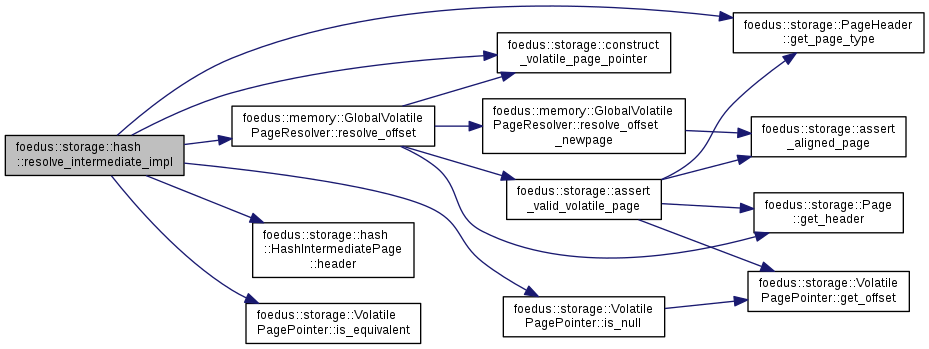 foedus::storage::hash
::resolve_intermediate_impl
foedus::storage::PageHeader
::get_page_type
foedus::storage::construct
_volatile_page_pointer
foedus::memory::GlobalVolatile
PageResolver::resolve_offset
foedus::memory::GlobalVolatile
PageResolver::resolve_offset
_newpage
foedus::storage::assert
_aligned_page
foedus::storage::assert
_valid_volatile_page
foedus::storage::Page
::get_header
foedus::storage::hash
::HashIntermediatePage
::header
foedus::storage::Volatile
PagePointer::get_offset
foedus::storage::Volatile
PagePointer::is_null
foedus::storage::Volatile
PagePointer::is_equivalent